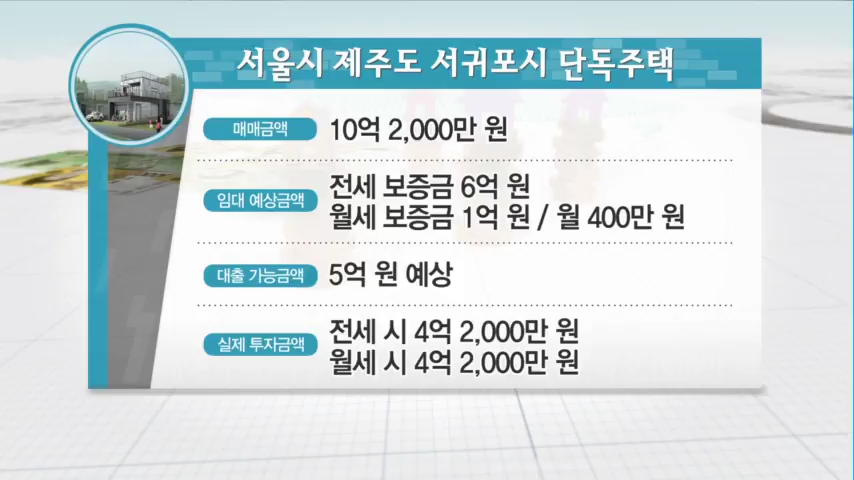 서울시 제주도 서귀포시 단독주택
매매금액 10억 2,000만 원
임대 예상금액 전세 보증금 6억 원
월세 보증금 1억 원 / 월 400만 원
대출 가능금액 5억 원 예상
실제 투자금액 전세 시 4억 2,000만 원
월세 시 4억 2,000만 원